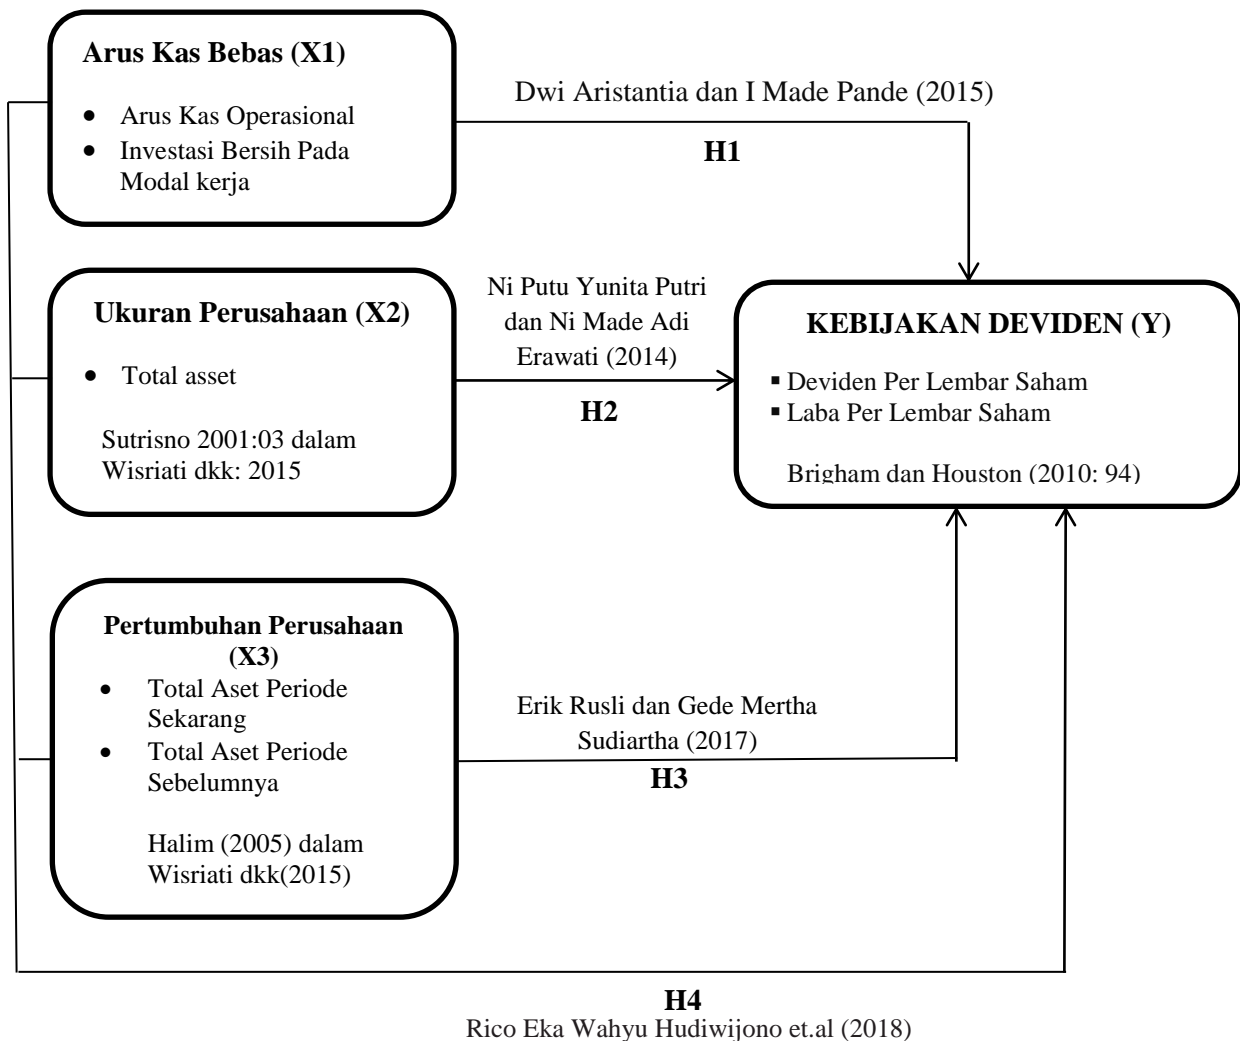 Arus Kas Bebas (X1)
• Arus Kas Operasional
• Investasi Bersih Pada
Modal kerja
Dwi Aristantia dan I Made Pande (2015)
H1
Ukuran Perusahaan (X2)
• Total asset
Sutrisno 2001:03 dalam
Wisriati dkk: 2015
Ni Putu Yunita Putri
dan Ni Made Adi
Erawati (2014)
H2
KEBIJAKAN DEVIDEN (Y)
▪ Deviden Per Lembar Saham
▪ Laba Per Lembar Saham
Brigham dan Houston (2010: 94)
Pertumbuhan Perusahaan
(X3)
• Total Aset Periode
Sekarang
• Total Aset Periode
Sebelumnya
Halim (2005) dalam
Wisriati dkk(2015)
Erik Rusli dan Gede Mertha
Sudiartha (2017)
H3
H4
Rico Eka Wahyu Hudiwijono et.al (2018)